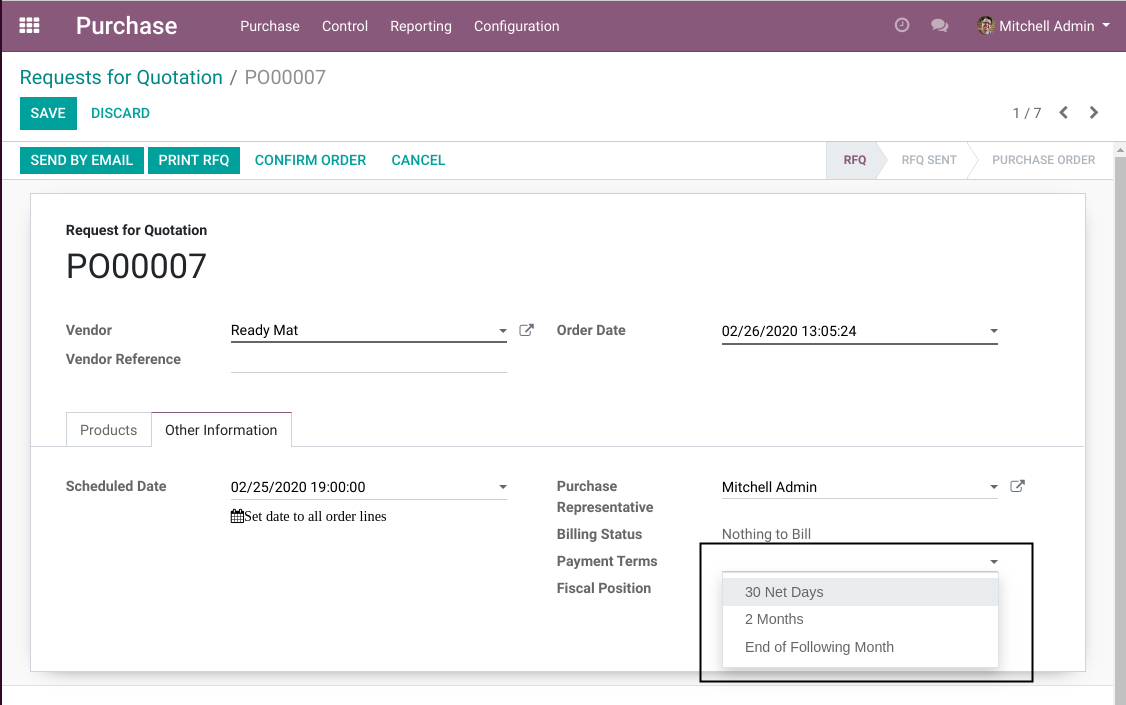 Purchase Purchase Control Reporting Configuration Mitchell Admin
Requests for Quotation / PO00007
SAVE DISCARD 1 / 7
SEND BY EMAIL PRINT RFQ CONFIRM ORDER CANCEL RFQ RFQ SENT PURCHASE ORDER
Request for Quotation
PO00007
Vendor Ready Mat Order Date 02/26/2020 13:05:24
Vendor Reference
Products Other Information
Scheduled Date 02/25/2020 19:00:00 Purchase Mitchell Admin
Representative
Set date to all order lines
Billing Status Nothing to Bill
Payment Terms
Fiscal Position
30 Net Days
2 Months
End of Following Month